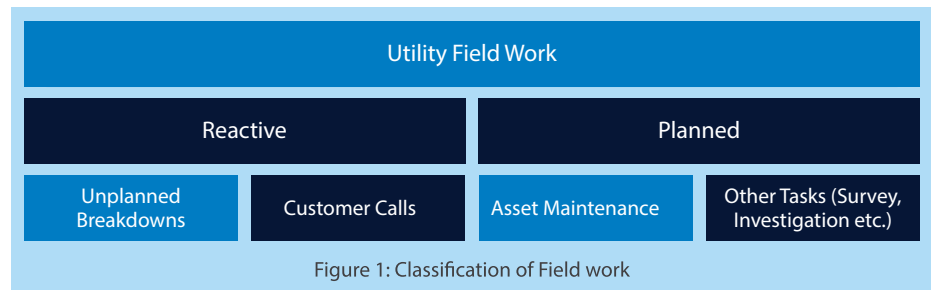 Utility Field Work
Reactive
Planned
Unplanned
Breakdowns
Customer Calls
Asset Maintenance
Other Tasks (Survey,
Investigation etc.)
Figure 1: Classification of Field work